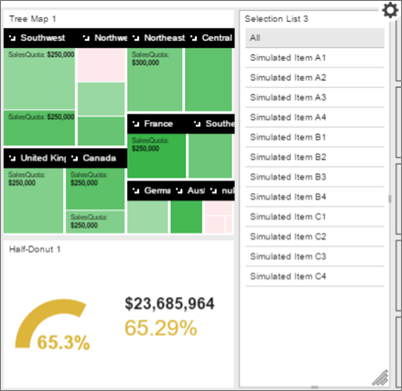 Tree Map 1
Southwest
Northwe
Northeast
Central
SalesQuota: $250,000
SalesQuota:
$300,000
SalesQuota: $250,000
France
Southe
SalesQuota:
$250,000
United King
Canada
SalesQuota:
$250,000
SalesQuota:
$250,000
SalesQuota:
$250,000
Germa
Aust
nul
Half-Donut 1
65.3%
$23,685,964
65.29%
Selection List 3
All
Simulated Item A1
Simulated Item A2
Simulated Item A3
Simulated Item A4
Simulated Item B1
Simulated Item B2
Simulated Item B3
Simulated Item B4
Simulated Item C1
Simulated Item C2
Simulated Item C3
Simulated Item C4